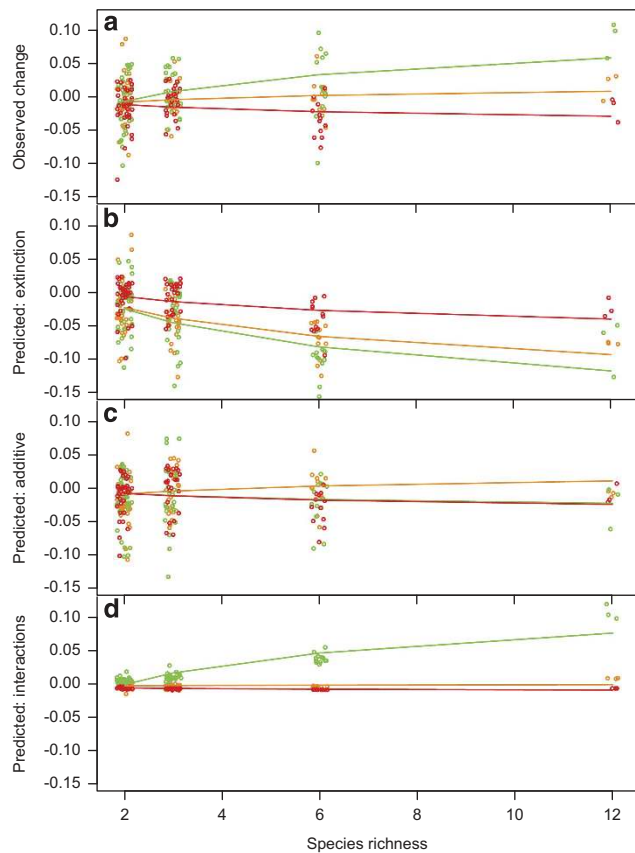 a
Observed change
0.10
0.05
0.00
-0.05
-0.10
-0.15
b
Predicted: extinction
0.10
0.05
0.00
-0.05
-0.10
-0.15
c
Predicted: additive
0.10
0.05
0.00
-0.05
-0.10
-0.15
d
Predicted: interactions
0.10
0.05
0.00
-0.05
-0.10
-0.15
2 4 6 8 10 12
Species richness